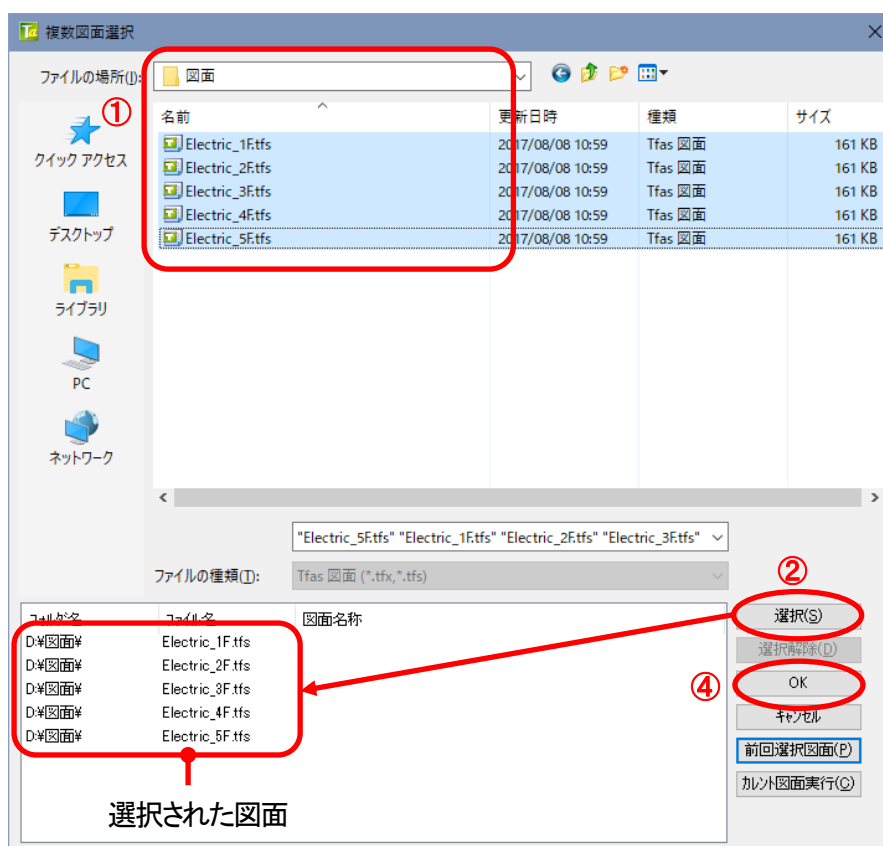 複数図面選択
ファイルの場所(I): 図面
①
クイック アクセス
デスクトップ
ライブラリ
PC
ネットワーク
名前 更新日時 種類 サイズ
Electric_1F.tfs 2017/08/08 10:59 Tfas 図面 161 KB
Electric_2F.tfs 2017/08/08 10:59 Tfas 図面 161 KB
Electric_3F.tfs 2017/08/08 10:59 Tfas 図面 161 KB
Electric_4F.tfs 2017/08/08 10:59 Tfas 図面 161 KB
Electric_5F.tfs 2017/08/08 10:59 Tfas 図面 161 KB
"Electric_5F.tfs" "Electric_1F.tfs" "Electric_2F.tfs" "Electric_3F.tfs"
ファイルの種類(T): Tfas 図面 (*.tfx,*.tfs)
フォルダ名 ファイル名 図面名称
D:¥図面¥ Electric_1F.tfs
D:¥図面¥ Electric_2F.tfs
D:¥図面¥ Electric_3F.tfs
D:¥図面¥ Electric_4F.tfs
D:¥図面¥ Electric_5F.tfs
選択された図面
②
選択(S)
選択解除(D)
④
OK
キャンセル
前回選択図面(P)
カレント図面実行(C)